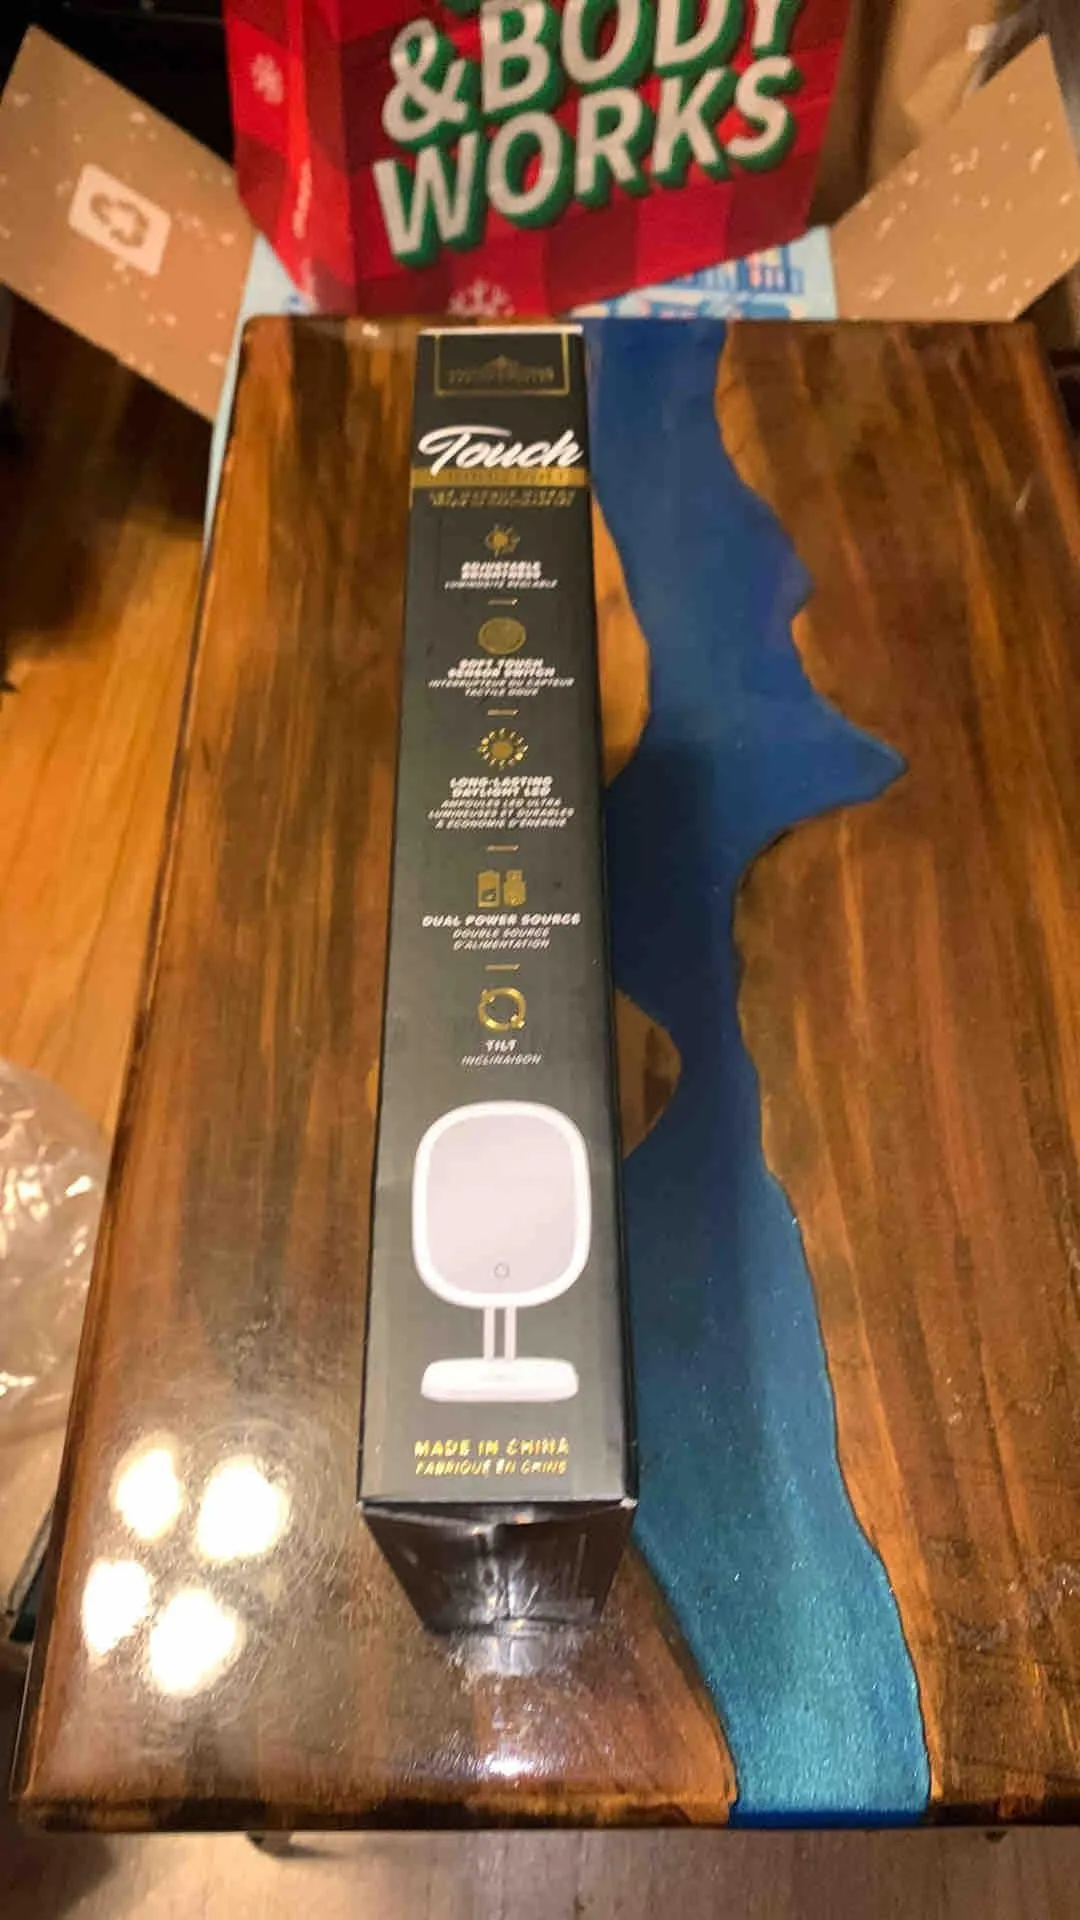 &BODY
WORKS
Touch
ADJUSTABLE
BRIGHTNESS
LUMINOSITÉ RÉGLABLE
SOFT TOUCH
SENSOR SWITCH
INTERRUPTEUR DU CAPTEUR
TACTILE DOUX
LONG-LASTING
DAYLIGHT LED
AMPOULES LED ULTRA
LUMINEUSES ET DURABLES
À ÉCONOMIE D'ÉNERGIE
DUAL POWER SOURCE
DOUBLE SOURCE
D'ALIMENTATION
TILT
INCLINAISON
MADE IN CHINA
FABRIQUÉ EN CHINE